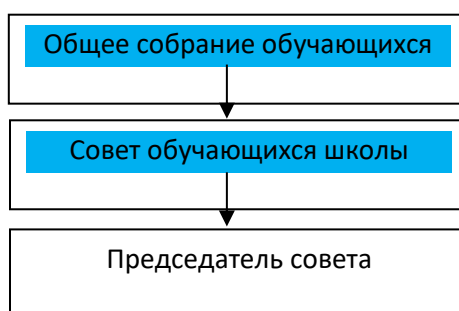 Общее собрание обучающихся
Совет обучающихся школы
Председатель совета